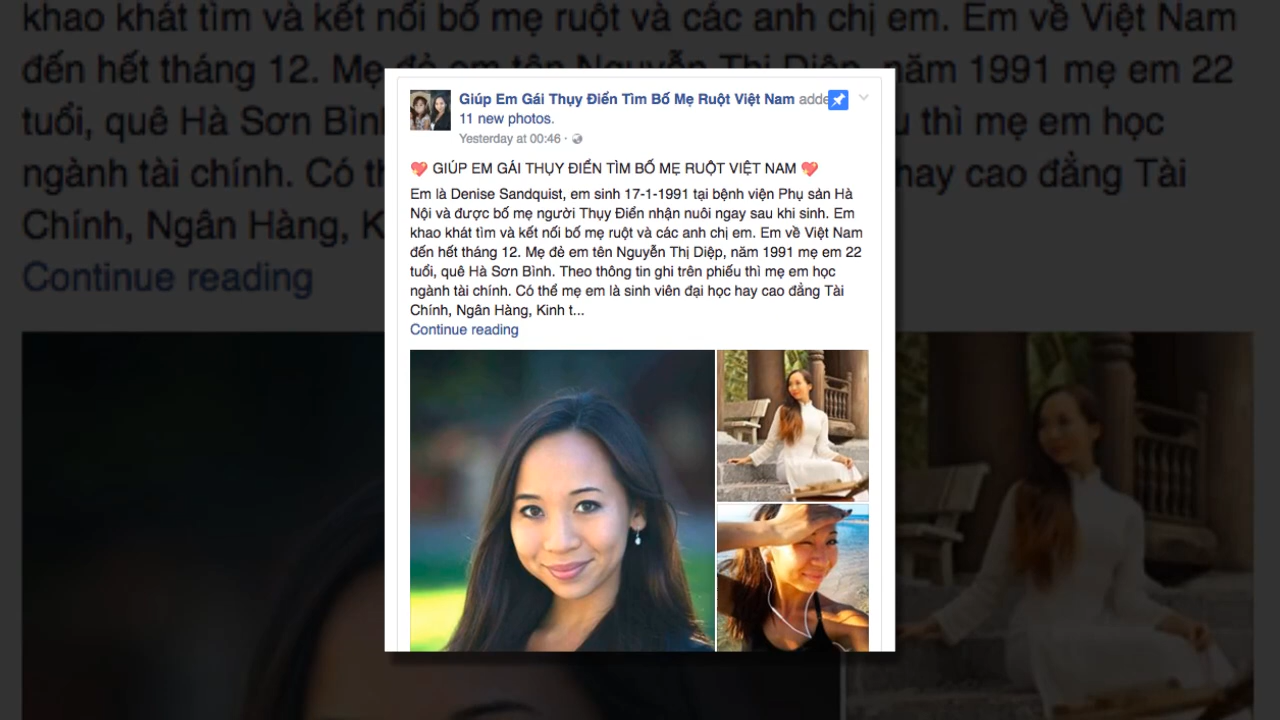 khao khát tìm và kết nối bố mẹ ruột và các anh chị em. Em về Việt Nam
đến hết tháng 12. Mẹ đẻ em tên Nguyễn Thị Diệp, năm 1991 mẹ em 22
tuổi, quê Hà Sơn Bình thì mẹ em học
ngành tài chính. Có th hay cao đẳng Tài
Chính, Ngân Hàng, K
Continue reading
Giúp Em Gái Thụy Điển Tìm Bố Mẹ Ruột Việt Nam adde
11 new photos.
Yesterday at 00:46 ·
💖 GIÚP EM GÁI THỤY ĐIỂN TÌM BỐ MẸ RUỘT VIỆT NAM 💖
Em là Denise Sandquist, em sinh 17-1-1991 tại bệnh viện Phụ sản Hà
Nội và được bố mẹ người Thụy Điển nhận nuôi ngay sau khi sinh. Em
khao khát tìm và kết nối bố mẹ ruột và các anh chị em. Em về Việt Nam
đến hết tháng 12. Mẹ đẻ em tên Nguyễn Thị Diệp, năm 1991 mẹ em 22
tuổi, quê Hà Sơn Bình. Theo thông tin ghi trên phiếu thì mẹ em học
ngành tài chính. Có thể mẹ em là sinh viên đại học hay cao đẳng Tài
Chính, Ngân Hàng, Kinh t...
Continue reading